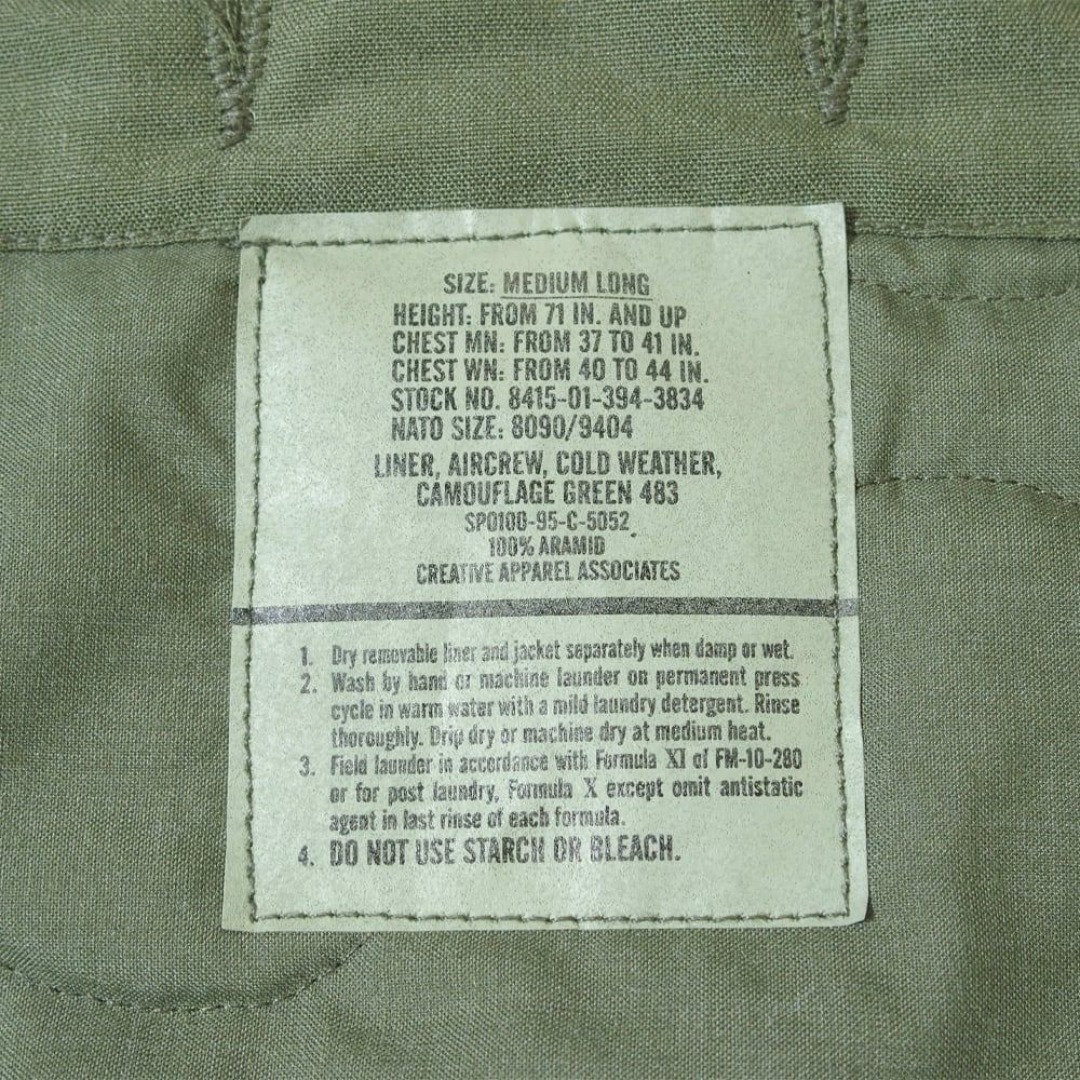 SIZE: MEDIUM LONG
HEIGHT: FROM 71 IN. AND UP
CHEST MN: FROM 37 TO 41 IN.
CHEST WN: FROM 40 TO 44 IN.
STOCK NO. 8415-01-394-3834
NATO SIZE: 8090/9404
LINER, AIRCREW, COLD WEATHER,
CAMOUFLAGE GREEN 483
SPO100-95-C-5052
100% ARAMID
CREATIVE APPAREL ASSOCIATES
1. Dry removable liner and jacket separately when damp or wet.
2. Wash by hand or machine launder on permanent press
cycle in warm water with a mild laundry detergent. Rinse
thoroughly. Drip dry or machine dry at medium heat.
3. Field launder in accordance with Formula XI of FM-10-280
or for post laundry, Formula X except omit antistatic
agent in last rinse of each formula.
4. DO NOT USE STARCH OR BLEACH.